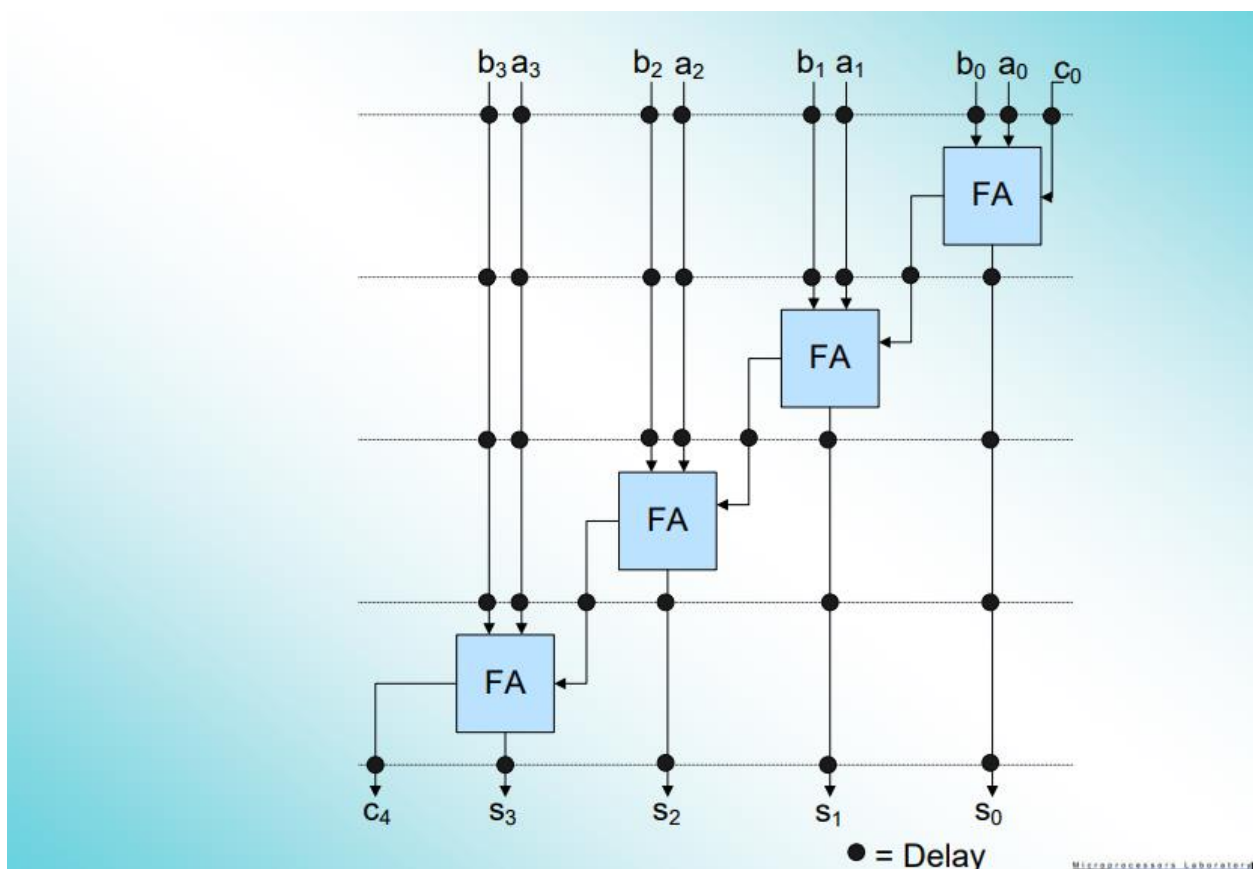 b₃ a₃ b₂ a₂ b₁ a₁ b₀ a₀ c₀
FA
FA
FA
FA
c₄ s₃ s₂ s₁ s₀
= Delay
Microprocessors Laboratory